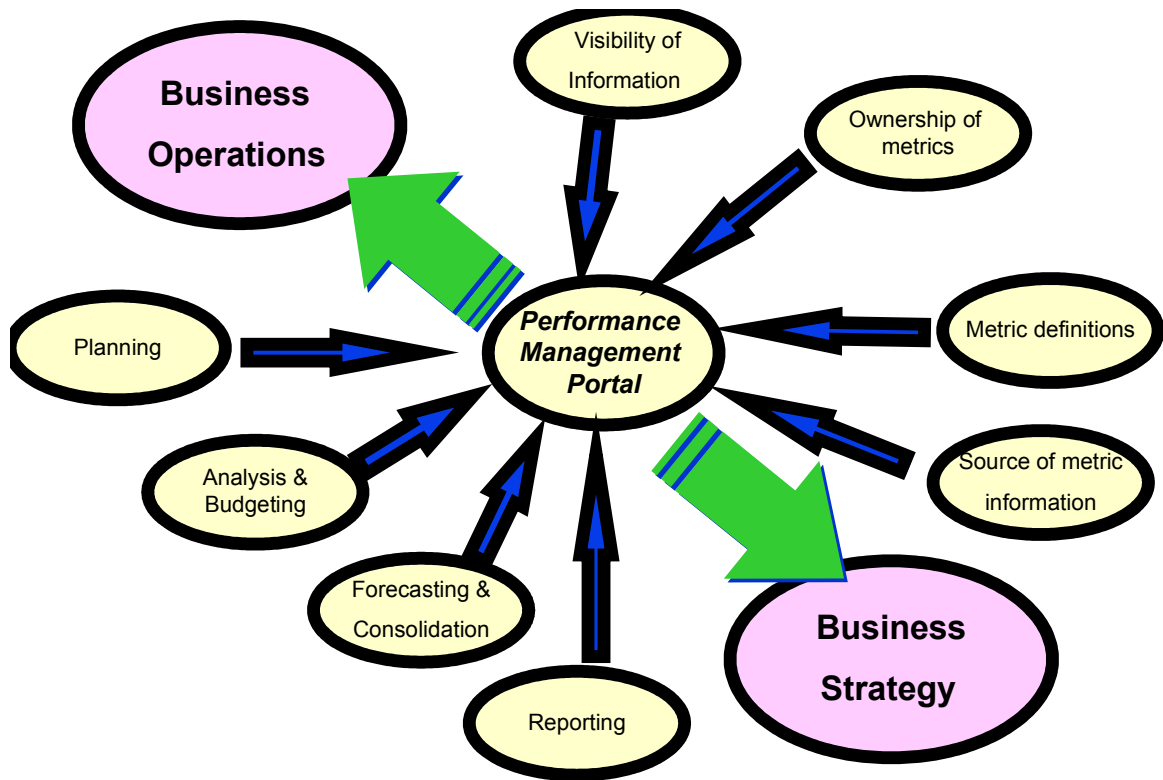 Visibility of
Information
Business
Operations
Ownership of
metrics
Performance
Management
Portal
Metric definitions
Planning
Source of metric
information
Analysis &
Budgeting
Forecasting &
Consolidation
Business
Strategy
Reporting